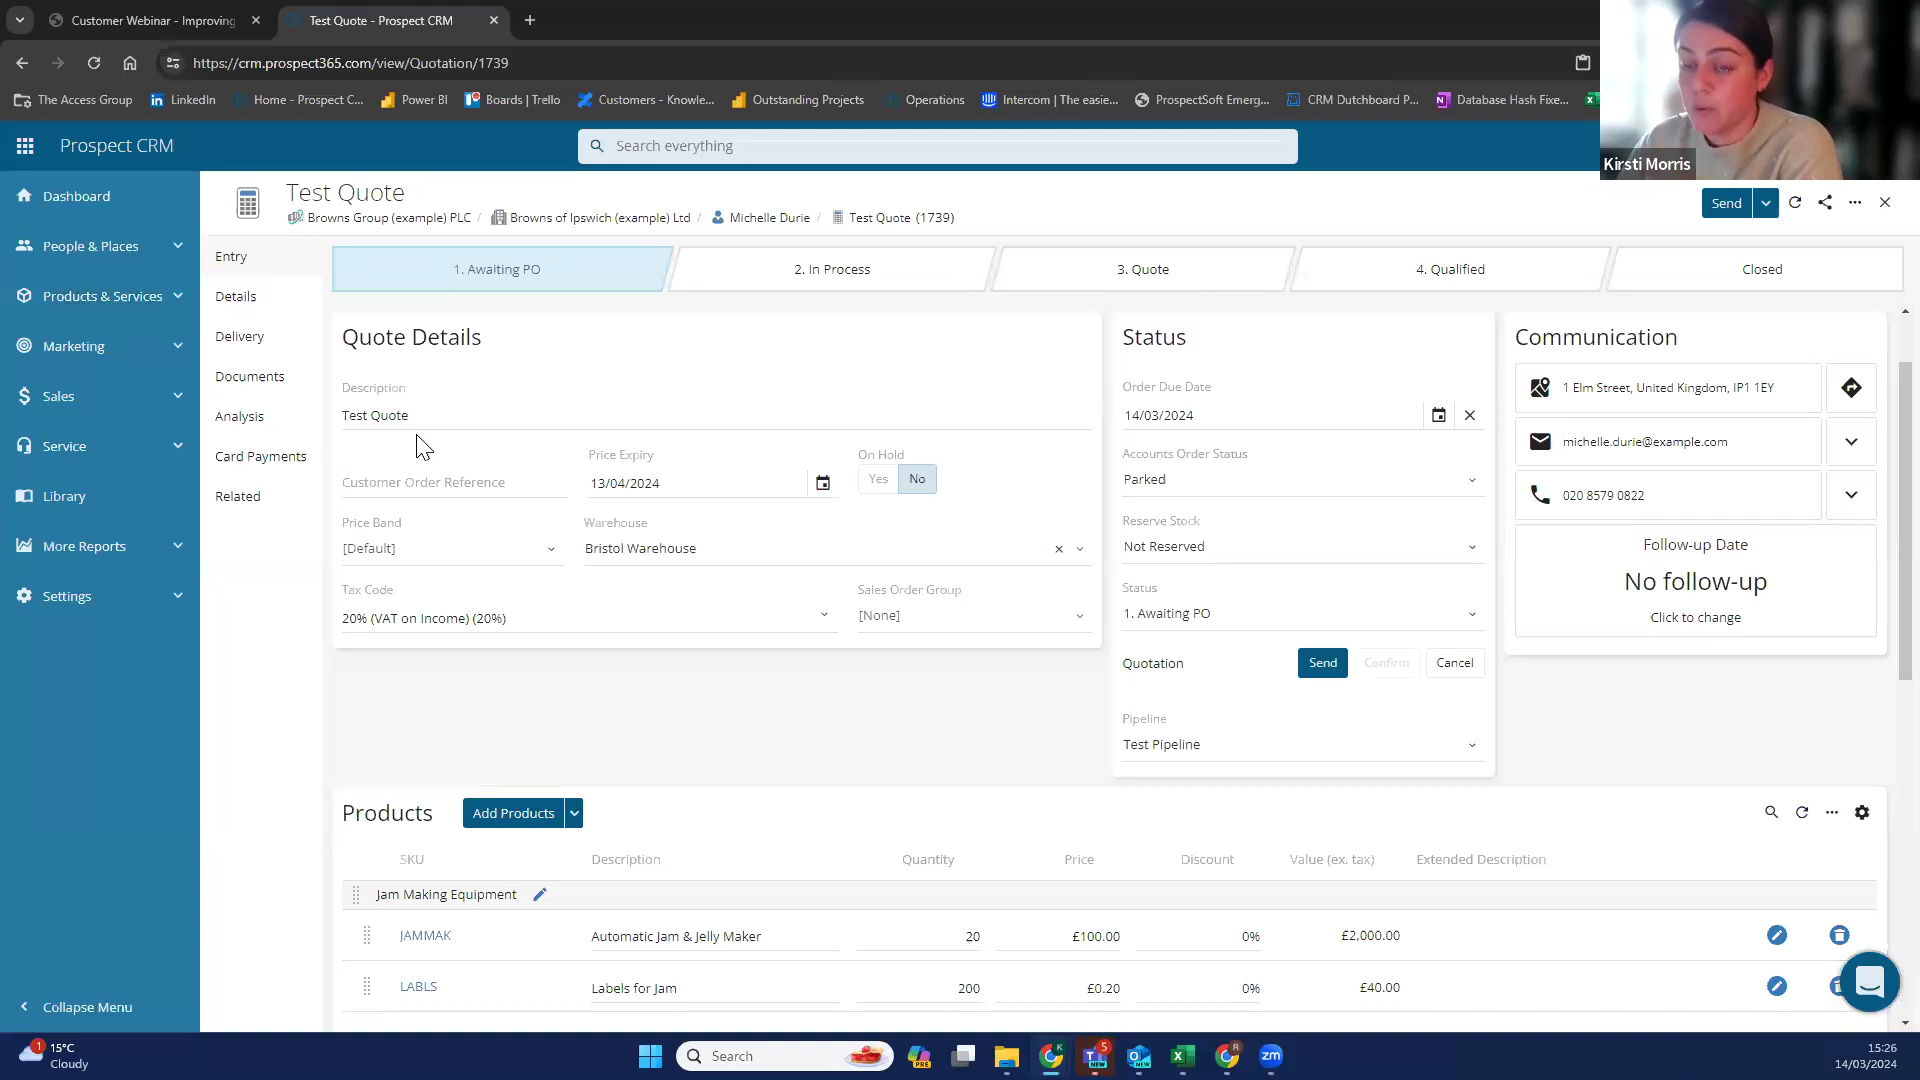 Customer Webinar - Improving
Test Quote - Prospect CRM
https://crm.prospect365.com/view/Quotation/1739
The Access Group
LinkedIn
Home - Prospect C...
Power BI
Boards | Trello
Customers - Knowle...
Outstanding Projects
Operations
Intercom | The easie...
ProspectSoft Emerg...
CRM Dutchboard P...
Database Hash Fixe...
Kirsti Morris
Prospect CRM
Search everything
Dashboard
People & Places
Products & Services
Marketing
Sales
Service
Library
More Reports
Settings
Collapse Menu
Test Quote
Browns Group (example) PLC / Browns of Ipswich (example) Ltd / Michelle Durie / Test Quote (1739)
Send
Entry
Details
Delivery
Documents
Analysis
Card Payments
Related
1. Awaiting PO
2. In Process
3. Quote
4. Qualified
Closed
Quote Details
Description
Test Quote
Customer Order Reference
Price Expiry
13/04/2024
On Hold
Yes No
Price Band
[Default]
Warehouse
Bristol Warehouse
Tax Code
20% (VAT on Income) (20%)
Sales Order Group
[None]
Status
Order Due Date
14/03/2024
Accounts Order Status
Parked
Reserve Stock
Not Reserved
Status
1. Awaiting PO
Quotation Send Confirm Cancel
Pipeline
Test Pipeline
Communication
1 Elm Street, United Kingdom, IP1 1EY
michelle.durie@example.com
020 8579 0822
Follow-up Date
No follow-up
Click to change
Products Add Products
SKU Description Quantity Price Discount Value (ex. tax) Extended Description
Jam Making Equipment
JAMMAK Automatic Jam & Jelly Maker 20 £100.00 0% £2,000.00
LABLS Labels for Jam 200 £0.20 0% £40.00
1
15°C
Cloudy
Search
PRE
K
5
NEW
NEW
R
zm
15:26
14/03/2024